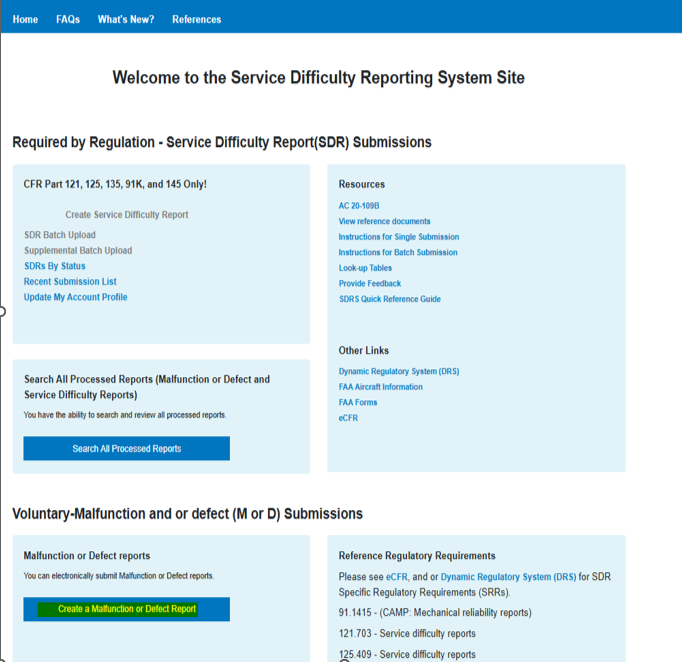 Home FAQs What's New? References
Welcome to the Service Difficulty Reporting System Site
Required by Regulation - Service Difficulty Report(SDR) Submissions
CFR Part 121, 125, 135, 91K, and 145 Only!
Create Service Difficulty Report
SDR Batch Upload
Supplemental Batch Upload
SDRs By Status
Recent Submission List
Update My Account Profile
Resources
AC 20-109B
View reference documents
Instructions for Single Submission
Instructions for Batch Submission
Look-up Tables
Provide Feedback
SDRS Quick Reference Guide
Other Links
Dynamic Regulatory System (DRS)
FAA Aircraft Information
FAA Forms
eCFR
Search All Processed Reports (Malfunction or Defect and
Service Difficulty Reports)
You have the ability to search and review all processed reports.
Search All Processed Reports
Voluntary-Malfunction and or defect (M or D) Submissions
Malfunction or Defect reports
You can electronically submit Malfunction or Defect reports.
Create a Malfunction or Defect Report
Reference Regulatory Requirements
Please see eCFR, and or Dynamic Regulatory System (DRS) for SDR
Specific Regulatory Requirements (SRRs).
91.1415 - (CAMP: Mechanical reliability reports)
121.703 - Service difficulty reports
125.409 - Service difficulty reports